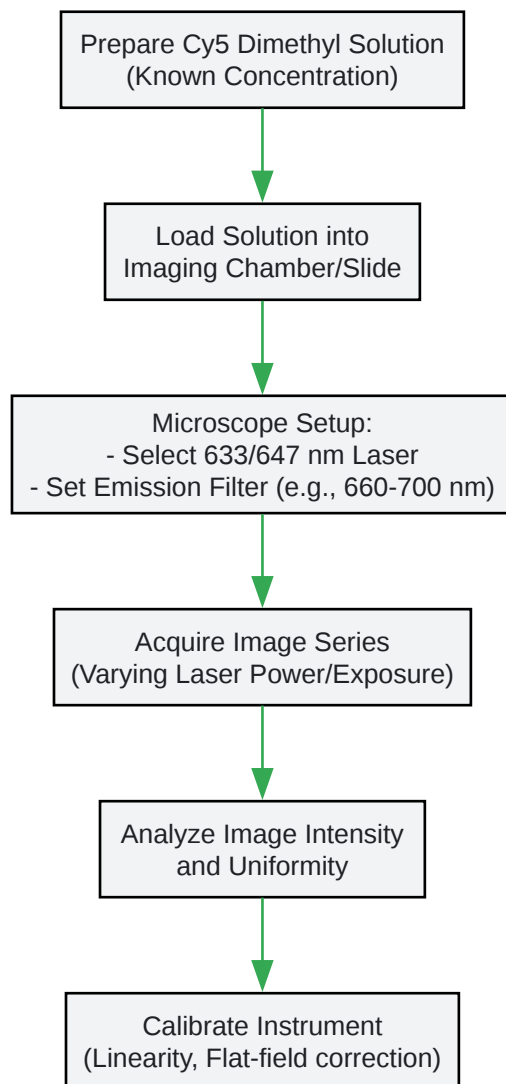 Prepare Cy5 Dimethyl Solution
(Known Concentration)
Load Solution into
Imaging Chamber/Slide
Microscope Setup:
- Select 633/647 nm Laser
- Set Emission Filter (e.g., 660-700 nm)
Acquire Image Series
(Varying Laser Power/Exposure)
Analyze Image Intensity
and Uniformity
Calibrate Instrument
(Linearity, Flat-field correction)